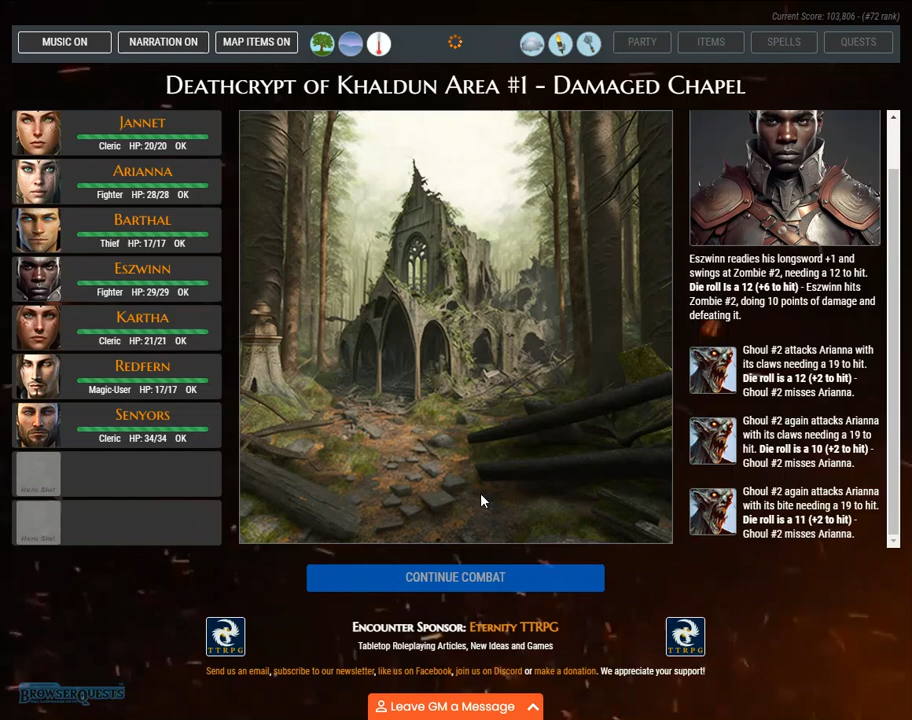 Current Score: 103,806 - (#72 rank)
MUSIC ON
NARRATION ON
MAP ITEMS ON
PARTY
ITEMS
SPELLS
QUESTS
Deathcrypt of Khaldun Area #1 - Damaged Chapel
Jannet
Cleric HP: 20/20 OK
Arianna
Fighter HP: 28/28 OK
Barthal
Thief HP: 17/17 OK
Eszwinn
Fighter HP: 29/29 OK
Kartha
Cleric HP: 21/21 OK
Redfern
Magic-User HP: 17/17 OK
Senyors
Cleric HP: 34/34 OK
Hero Slot
Hero Slot
Eszwinn readies his longsword +1 and
swings at Zombie #2, needing a 12 to hit.
Die roll Is a 12 (+6 to hit) - Eszwinn hits
Zombie #2, doing 10 points of damage and
defeating it.
Ghoul #2 attacks Arianna with
its claws needing a 19 to hit.
Die roll is a 12 (+2 to hit) -
Ghoul #2 misses Arianna.
Ghoul #2 again attacks Arianna
with its claws needing a 19 to
hit. Die roll is a 10 (+2 to hit) -
Ghoul #2 misses Arianna.
Ghoul #2 again attacks Arianna
with its bite needing a 19 to hit.
Die roll is a 11 (+2 to hit) -
Ghoul #2 misses Arianna.
CONTINUE COMBAT
TTRPG
Encounter Sponsor: Eternity TTRPG
Tabletop Roleplaying Articles, New Ideas and Games
TTRPG
Send us an email, subscribe to our newsletter, like us on Facebook, join us on Discord or make a donation. We appreciate your support!
BrowserQuests
Leave GM a Message